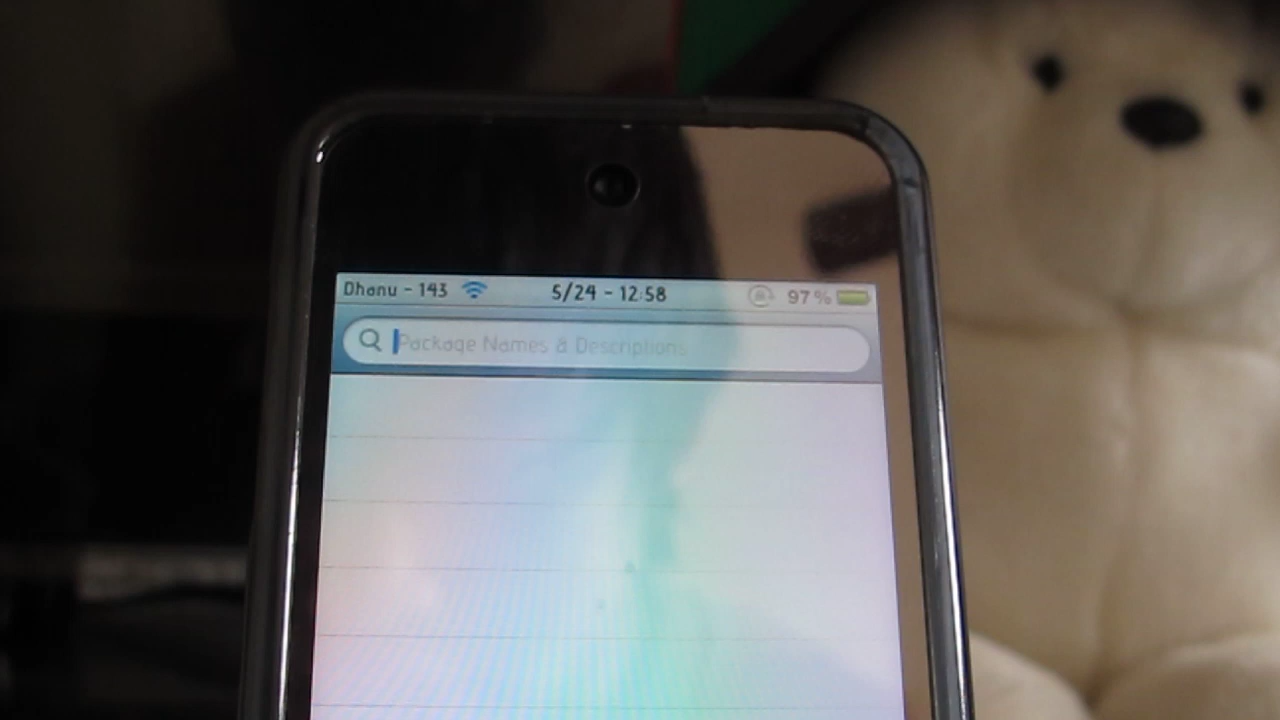 Dhanu - 143 5/24 - 12:58 97%
Package Names & Descriptions